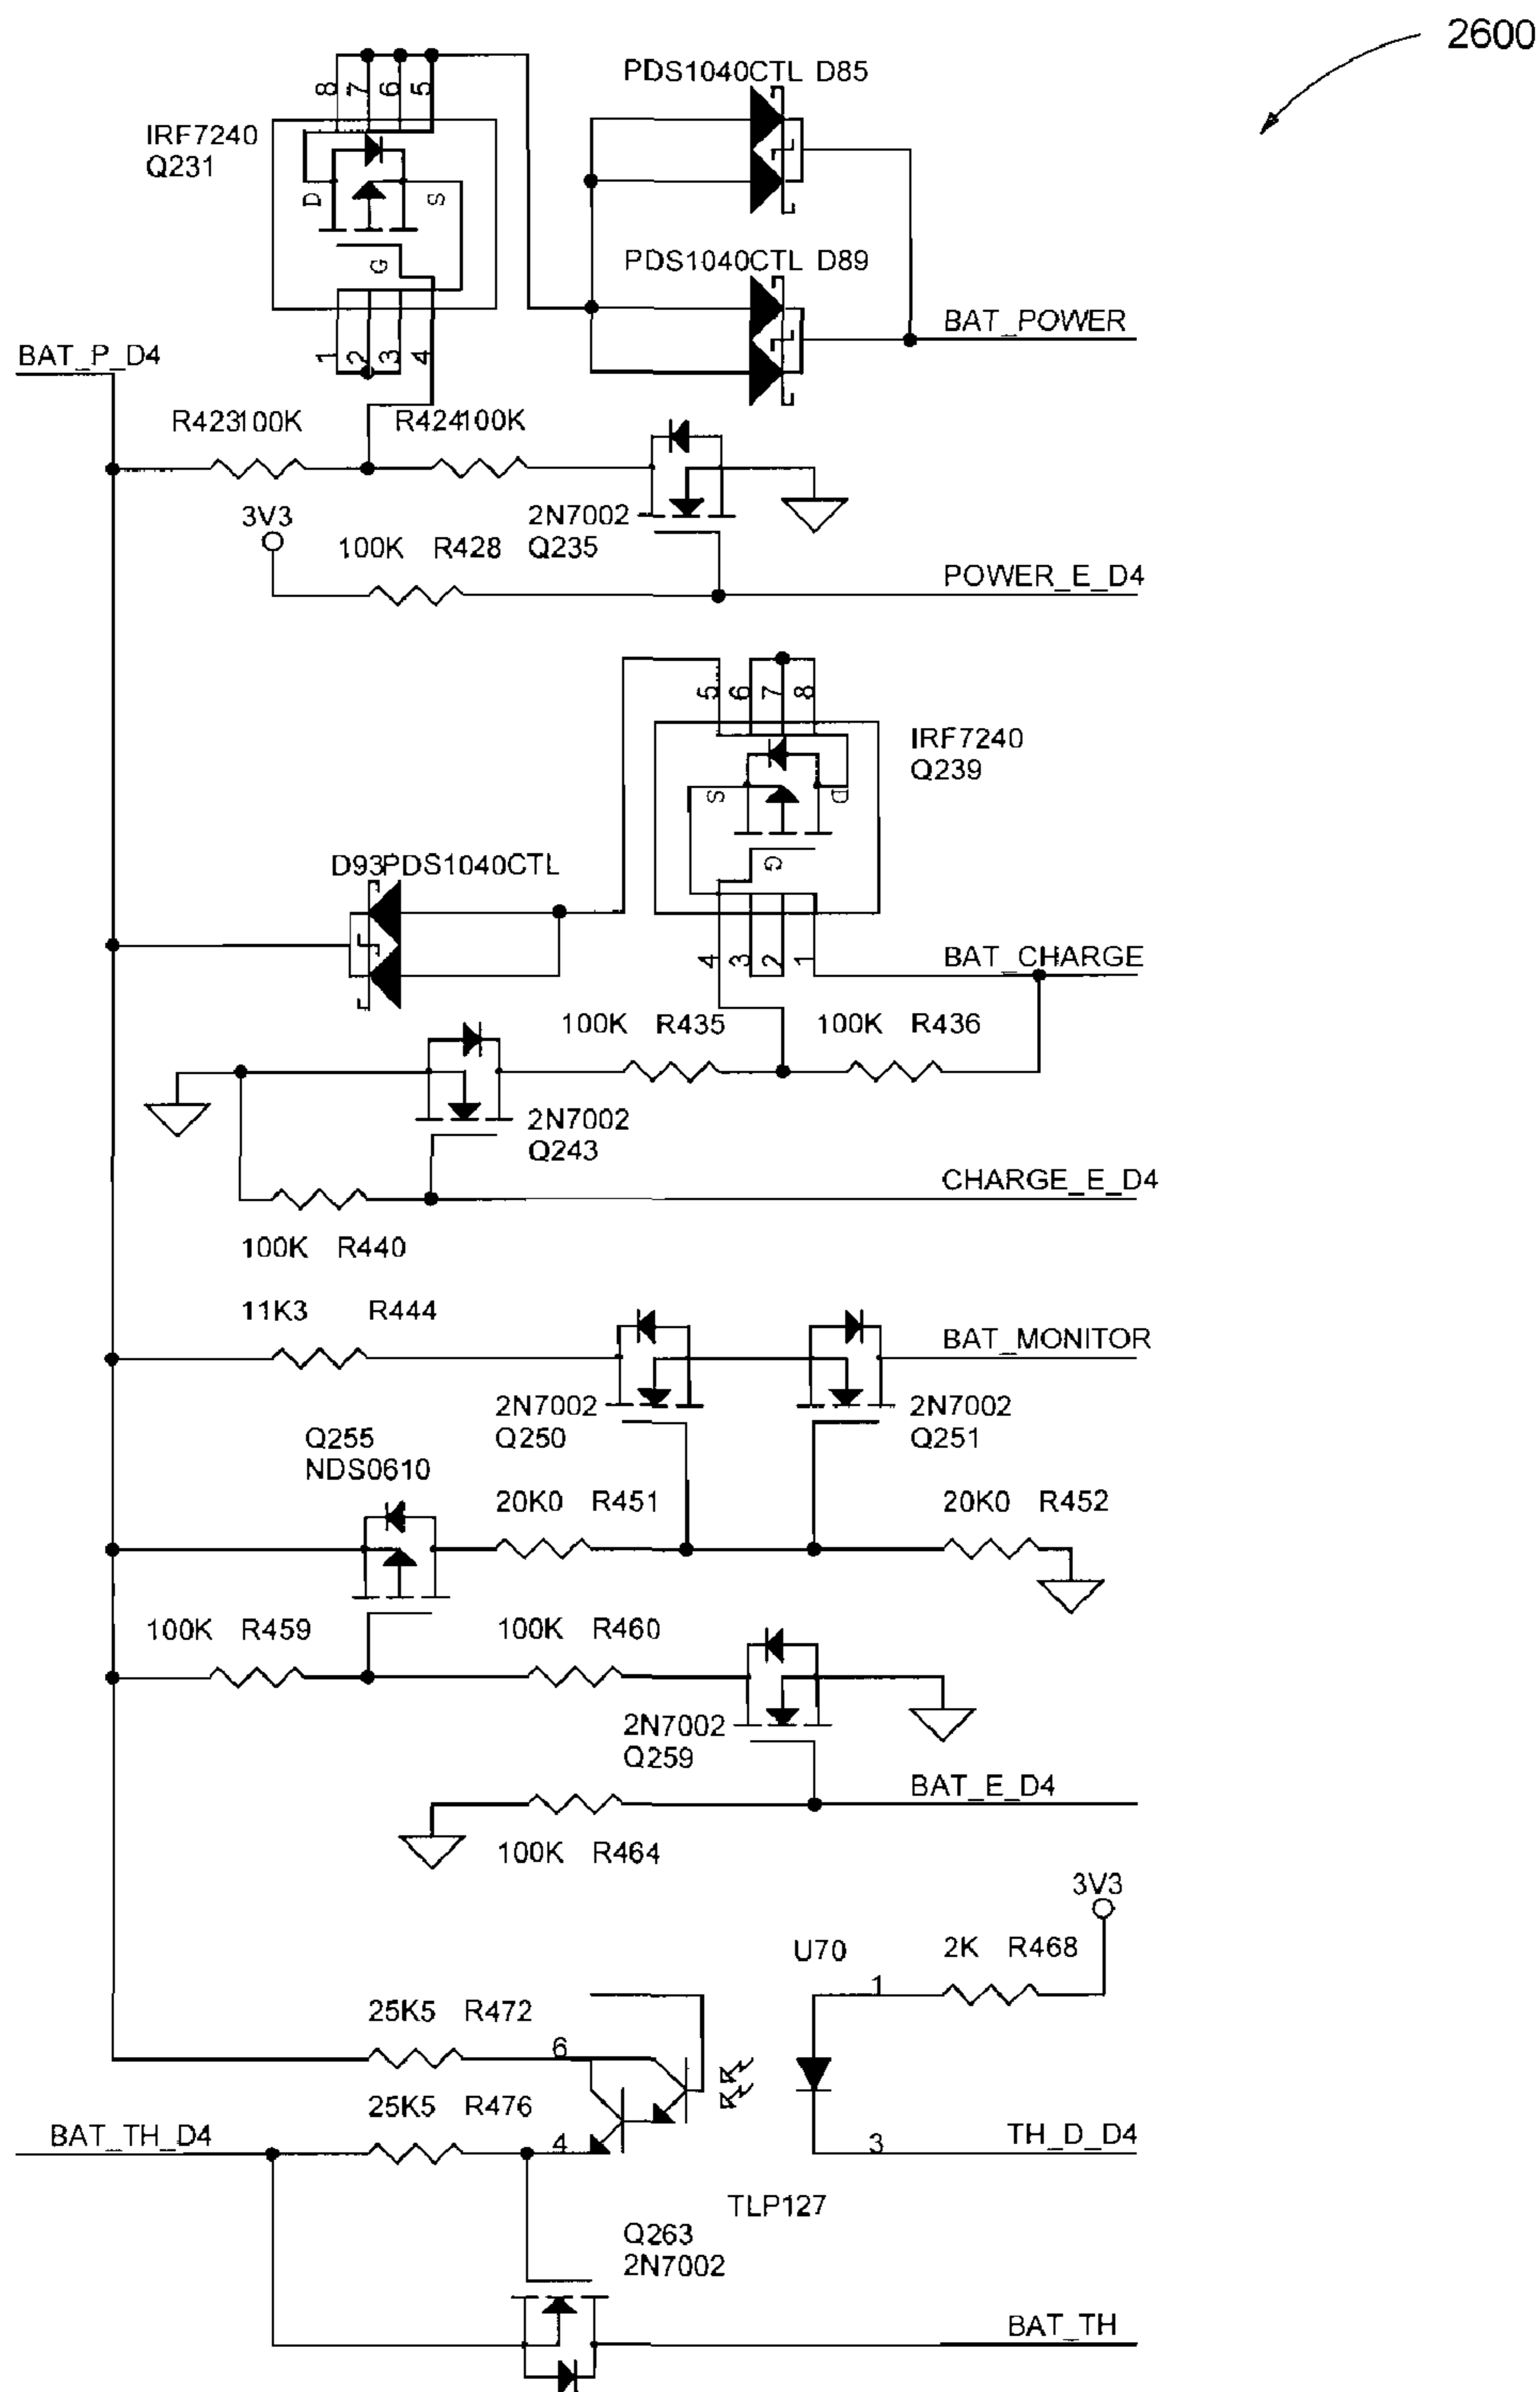 2600
PDS1040CTL D85
8 7 6 5
IRF7240
Q231
D S
G
PDS1040CTL D89
BAT_POWER
1 2 3 4
BAT_P_D4
R423100K R424100K
3V3
2N7002
Q235
100K R428
POWER_E_D4
5 6 7 8
IRF7240
Q239
S D
G
D93PDS1040CTL
4 3 2 1
BAT_CHARGE
100K R435 100K R436
2N7002
Q243
CHARGE_E_D4
100K R440
11K3 R444
BAT_MONITOR
2N7002
Q250
2N7002
Q251
Q255
NDS0610
20K0 R451 20K0 R452
100K R459 100K R460
2N7002
Q259
BAT_E_D4
100K R464
3V3
U70 2K R468
1
25K5 R472
6
25K5 R476
BAT_TH_D4
4
3
TH_D_D4
TLP127
Q263
2N7002
BAT_TH